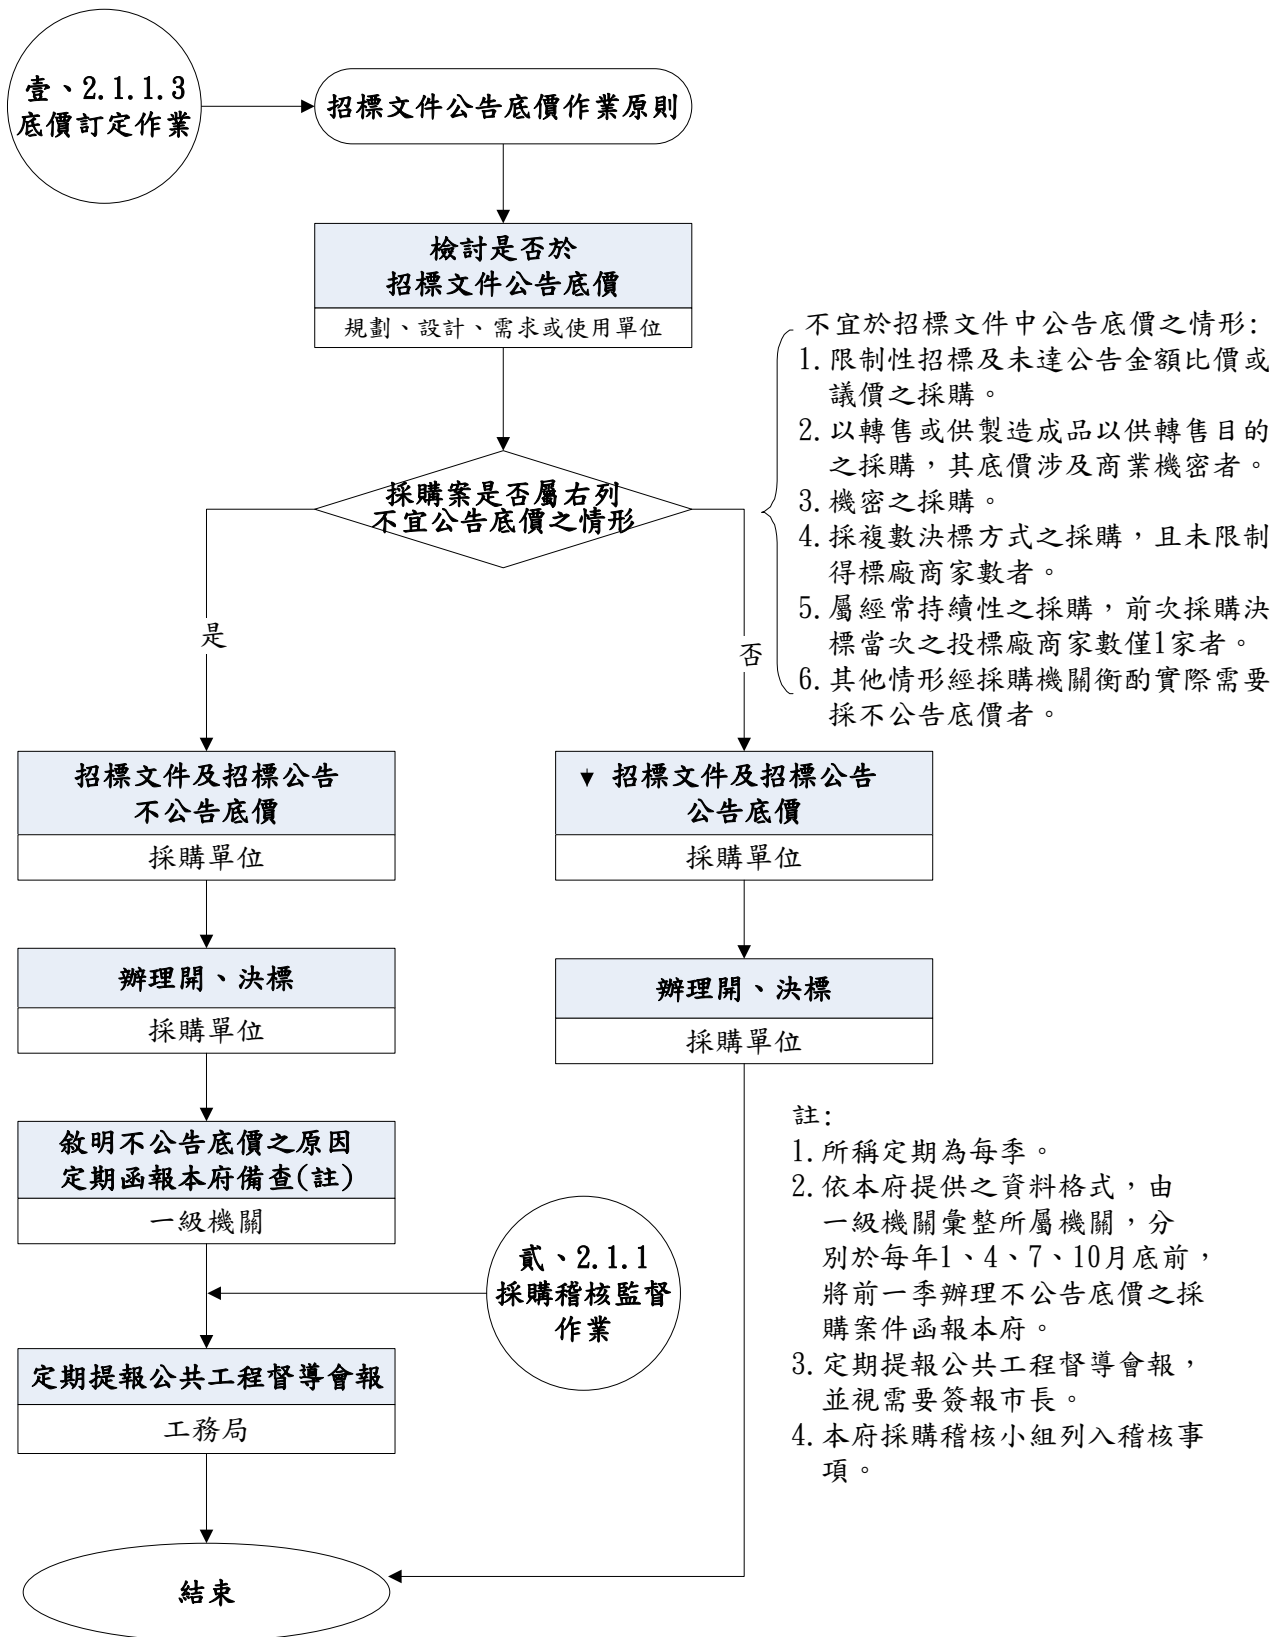 壹、2.1.1.3
底價訂定作業
招標文件公告底價作業原則
檢討是否於
招標文件公告底價
規劃、設計、需求或使用單位
不宜於招標文件中公告底價之情形:
1.限制性招標及未達公告金額比價或
議價之採購。
2.以轉售或供製造成品以供轉售目的
之採購，其底價涉及商業機密者。
3.機密之採購。
4.採複數決標方式之採購，且未限制
得標廠商家數者。
5.屬經常持續性之採購，前次採購決
標當次之投標廠商家數僅1家者。
6.其他情形經採購機關衡酌實際需要
採不公告底價者。
採購案是否屬右列
不宜公告底價之情形
是
否
招標文件及招標公告
不公告底價
採購單位
▼ 招標文件及招標公告
公告底價
採購單位
辦理開、決標
採購單位
辦理開、決標
採購單位
敘明不公告底價之原因
定期函報本府備查(註)
一級機關
貳、2.1.1
採購稽核監督
作業
定期提報公共工程督導會報
工務局
註:
1.所稱定期為每季。
2.依本府提供之資料格式，由
一級機關彙整所屬機關，分
別於每年1、4、7、10月底前，
將前一季辦理不公告底價之採
購案件函報本府。
3.定期提報公共工程督導會報，
並視需要簽報市長。
4.本府採購稽核小組列入稽核事
項。
結束